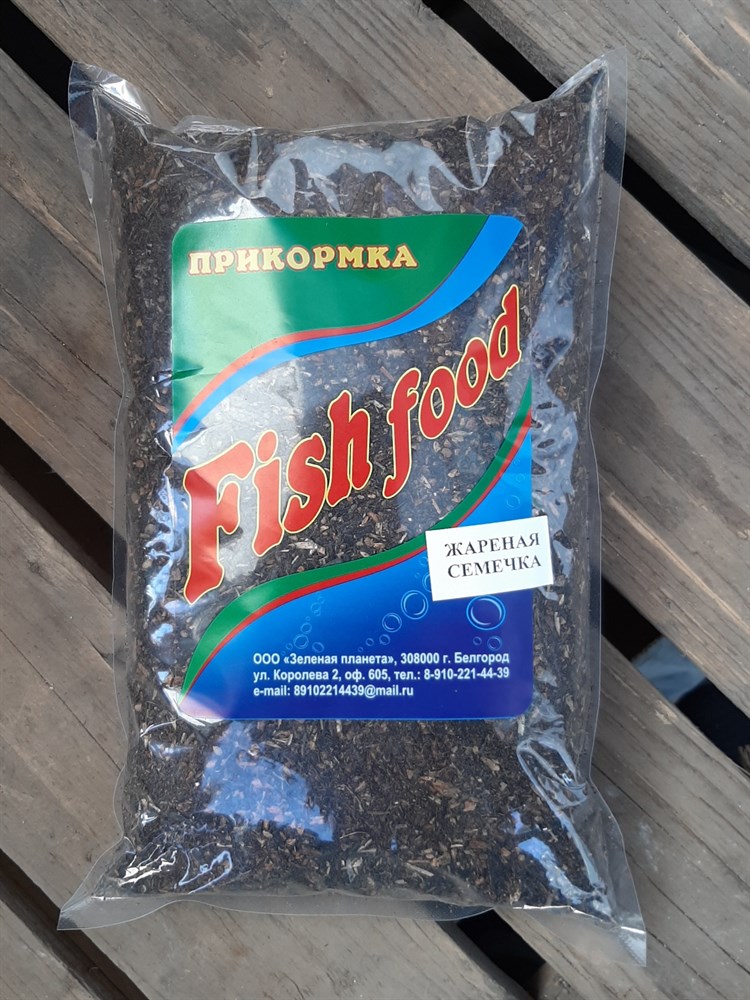 ПРИКОРМКА
Fish food
ЖАРЕНАЯ
СЕМЕЧКА
ООО «Зеленая планета», 308000 г. Белгород
ул. Королева 2, оф. 605, тел.: 8-910-221-44-39
e-mail: 89102214439@mail.ru